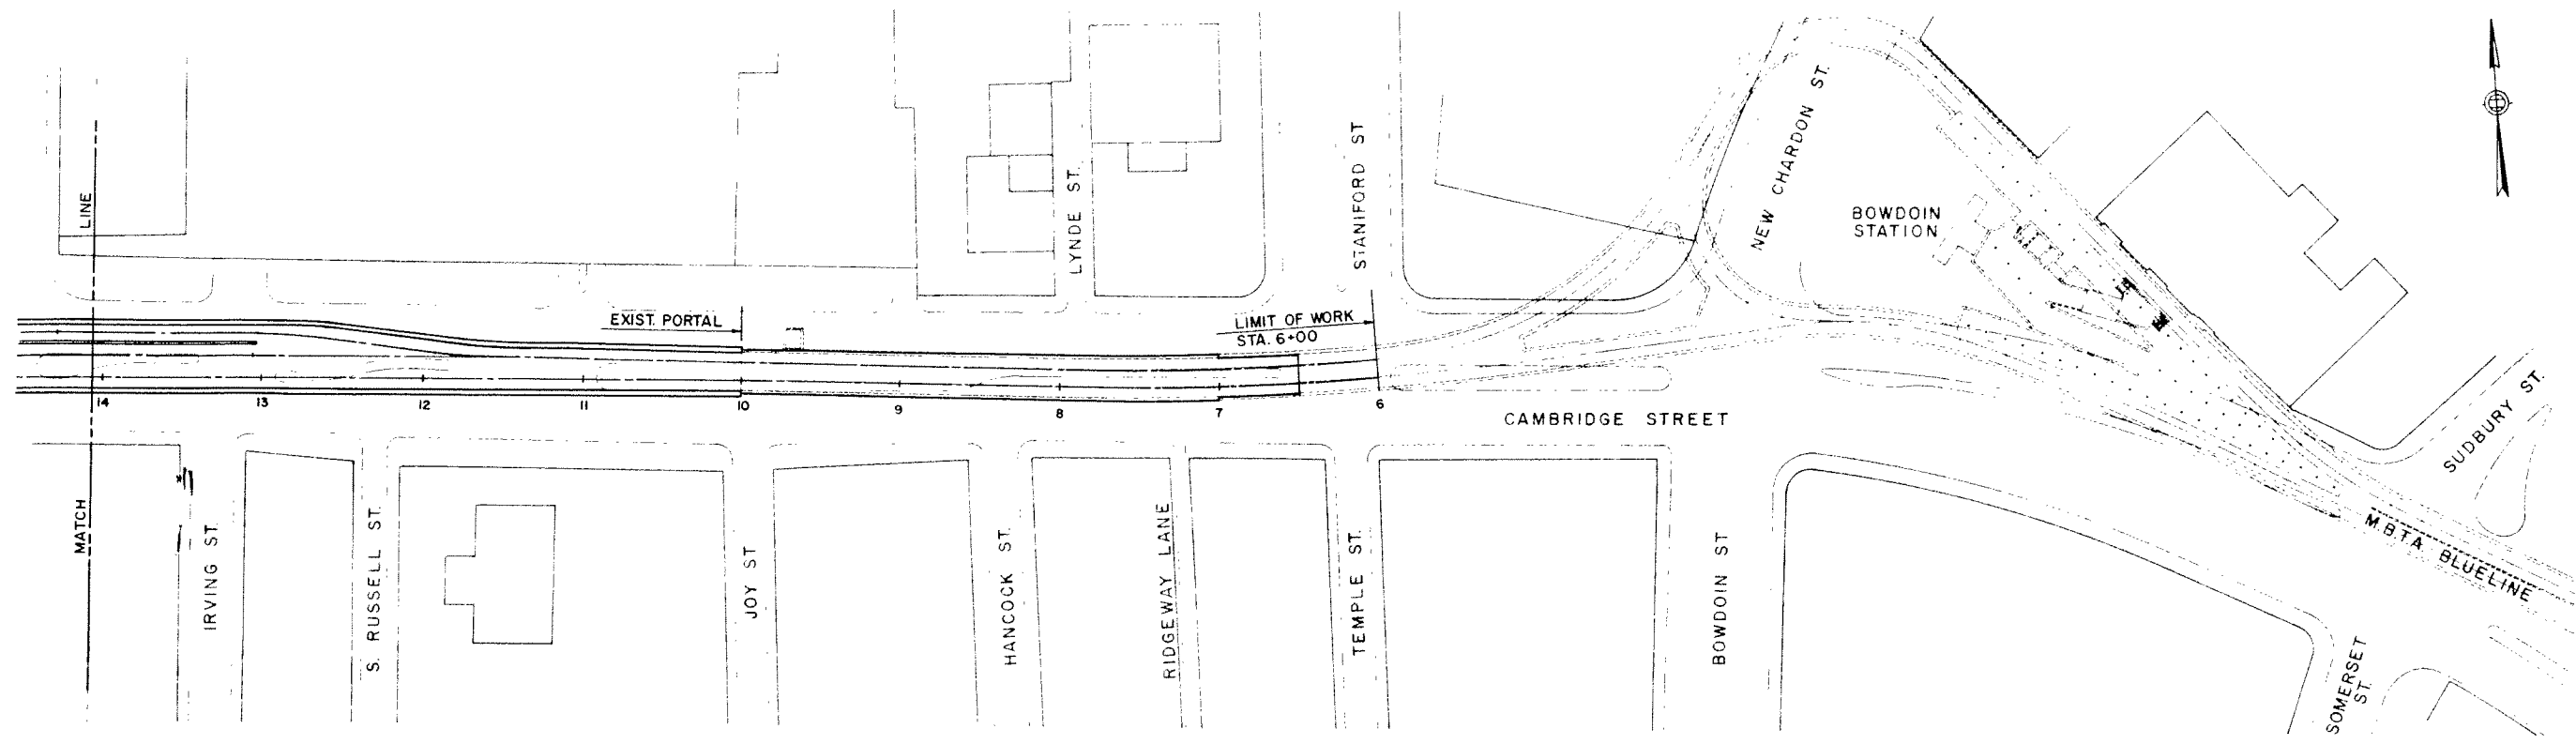 LINE
MATCH
EXIST. PORTAL
LIMIT OF WORK
STA. 6+00
14
13
12
11
10
9
8
7
6
LYNDE ST.
STANIFORD ST
NEW CHARDON ST.
BOWDOIN
STATION
CAMBRIDGE STREET
SUDBURY ST.
M.B.T.A. BLUELINE
IRVING ST.
S. RUSSELL ST.
JOY ST
HANCOCK ST.
RIDGEWAY LANE
TEMPLE ST.
BOWDOIN ST
SOMERSET
ST.